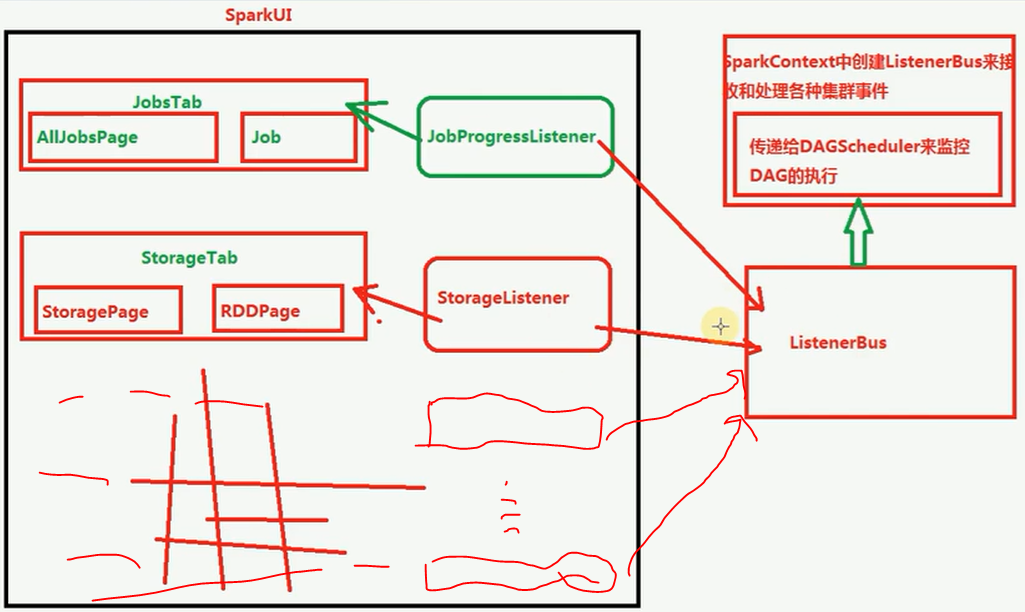 SparkUI
JobsTab
AllJobsPage
Job
JobProgressListener
StorageTab
StoragePage
RDDPage
StorageListener
SparkContext中创建ListenerBus来接
收和处理各种集群事件
传递给DAGScheduler来监控
DAG的执行
ListenerBus